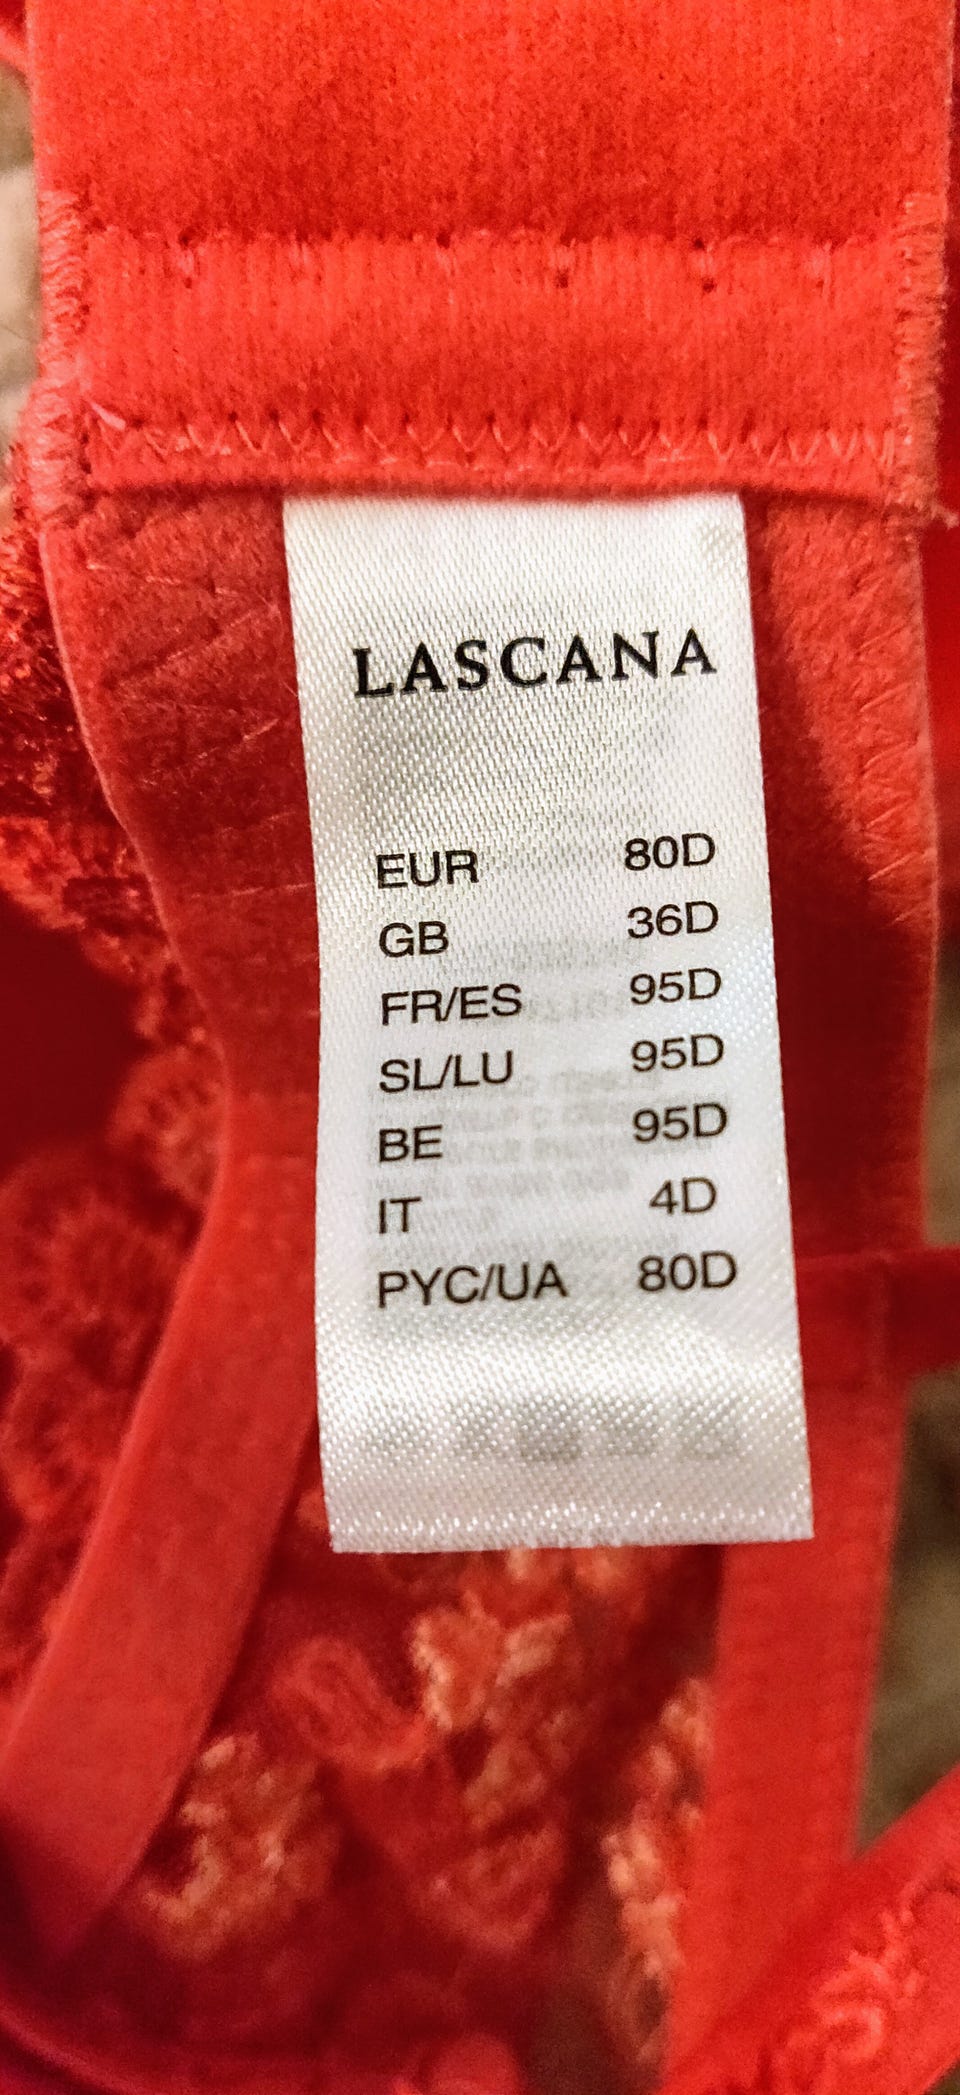 LASCANA
EUR 80D
GB 36D
FR/ES 95D
SL/LU 95D
BE 95D
IT 4D
PYC/UA 80D